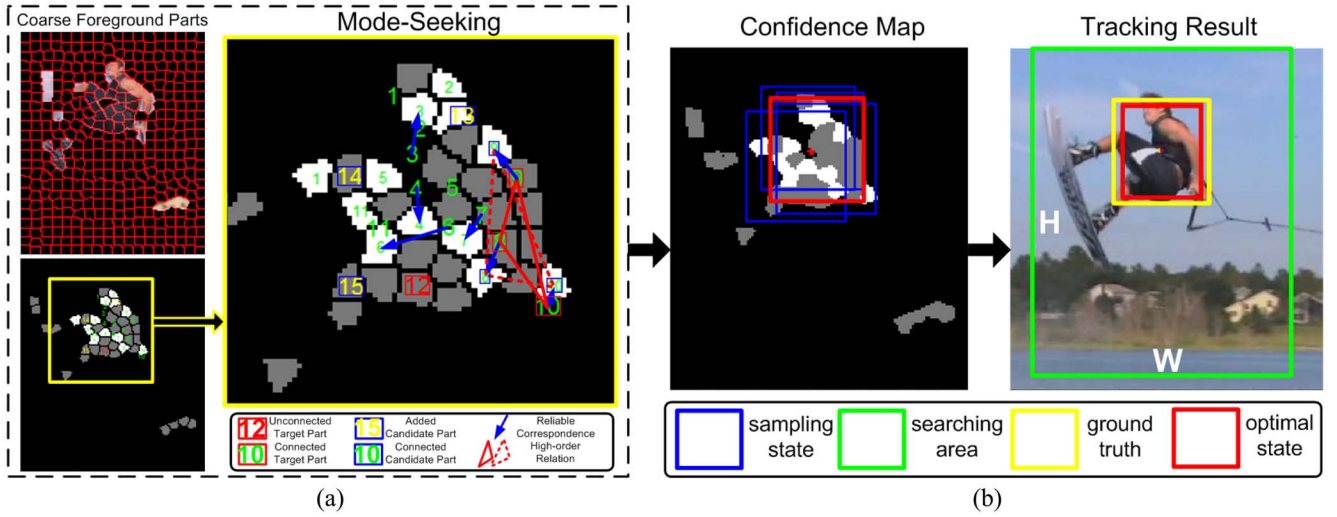 Coarse Foreground Parts
Mode-Seeking
1
2
3
2
13
3
14
1
5
4
5
11
11
4
6
7
6
15
12
10
12 Unconnected Target Part
15 Added Candidate Part
Reliable Correspondence
10 Connected Target Part
10 Connected Candidate Part
High-order Relation
(a)
Confidence Map
Tracking Result
H
W
sampling state
searching area
ground truth
optimal state
(b)